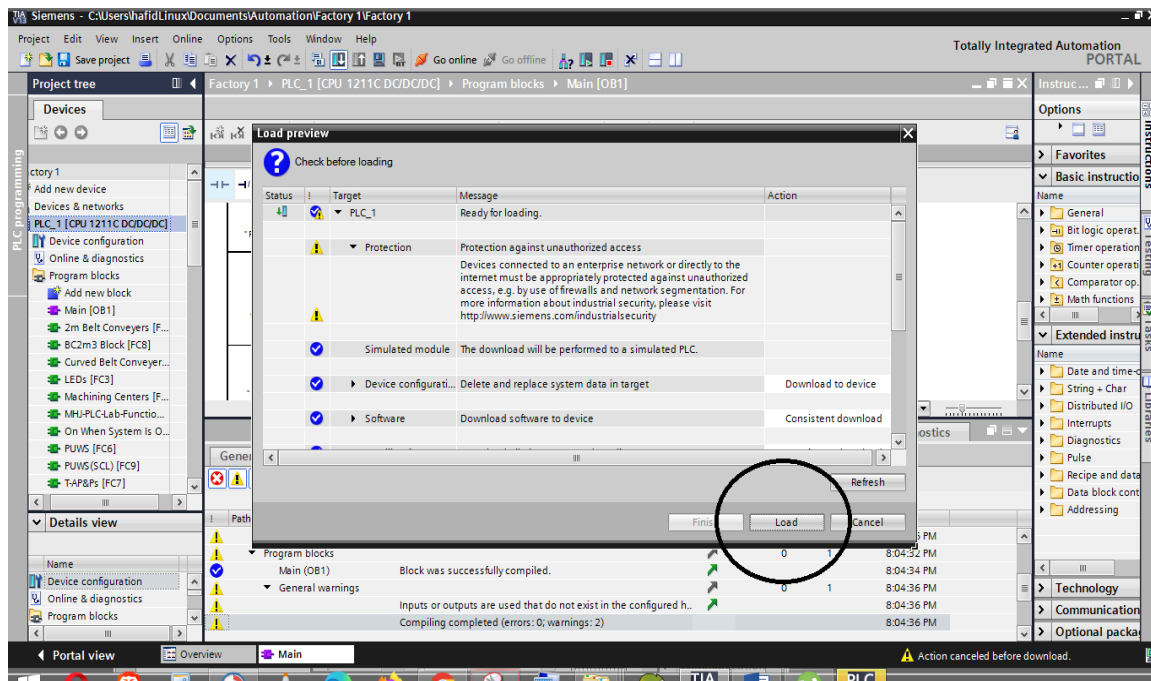 Siemens - C:\Users\hafidLinux\Documents\Automation\Factory 1\Factory 1
Project Edit View Insert Online Options Tools Window Help
Totally Integrated Automation
PORTAL
Save project
Go online
Go offline
Project tree
Factory 1 PLC_1 [CPU 1211C DC/DC/DC] Program blocks Main [OB1]
Instruc...
Devices
Options
PLC programming
ctory 1
Add new device
Devices & networks
PLC_1 [CPU 1211C DC/DC/DC]
Device configuration
Online & diagnostics
Program blocks
Add new block
Main [OB1]
2m Belt Conveyers [F...
BC2m3 Block [FC8]
Curved Belt Conveyer...
LEDs [FC3]
Machining Centers [F...
MHJ-PLC-Lab-Functio...
On When System Is O...
PUWS [FC6]
PUWS(SCL) [FC9]
T-AP&Ps [FC7]
Details view
Name
Device configuration
Online & diagnostics
Program blocks
Load preview
Check before loading
Status ! Target Message Action
PLC_1 Ready for loading.
Protection Protection against unauthorized access
Devices connected to an enterprise network or directly to the
internet must be appropriately protected against unauthorized
access, e.g. by use of firewalls and network segmentation. For
more information about industrial security, please visit
http://www.siemens.com/industrialsecurity
Simulated module The download will be performed to a simulated PLC.
Device configurati... Delete and replace system data in target Download to device
Software Download software to device Consistent download
Refresh
Finis Load Cancel
Gener
ostics
! Path
PM
Program blocks 0 1 8:04:32 PM
Main (OB1) Block was successfully compiled. 8:04:34 PM
General warnings 0 1 8:04:36 PM
Inputs or outputs are used that do not exist in the configured h.. 8:04:36 PM
Compiling completed (errors: 0; warnings: 2) 8:04:36 PM
Favorites
Basic instructio
Name
General
Bit logic operat.
Timer operation
Counter operati
Comparator op.
Math functions
Extended instru
Name
Date and time-o
String + Char
Distributed I/O
Interrupts
Diagnostics
Pulse
Recipe and data
Data block cont
Addressing
Technology
Communication
Optional packa
Instructions
Testing
Tasks
Libraries
Portal view
Overview
Main
Action canceled before download.
TIA
PLC